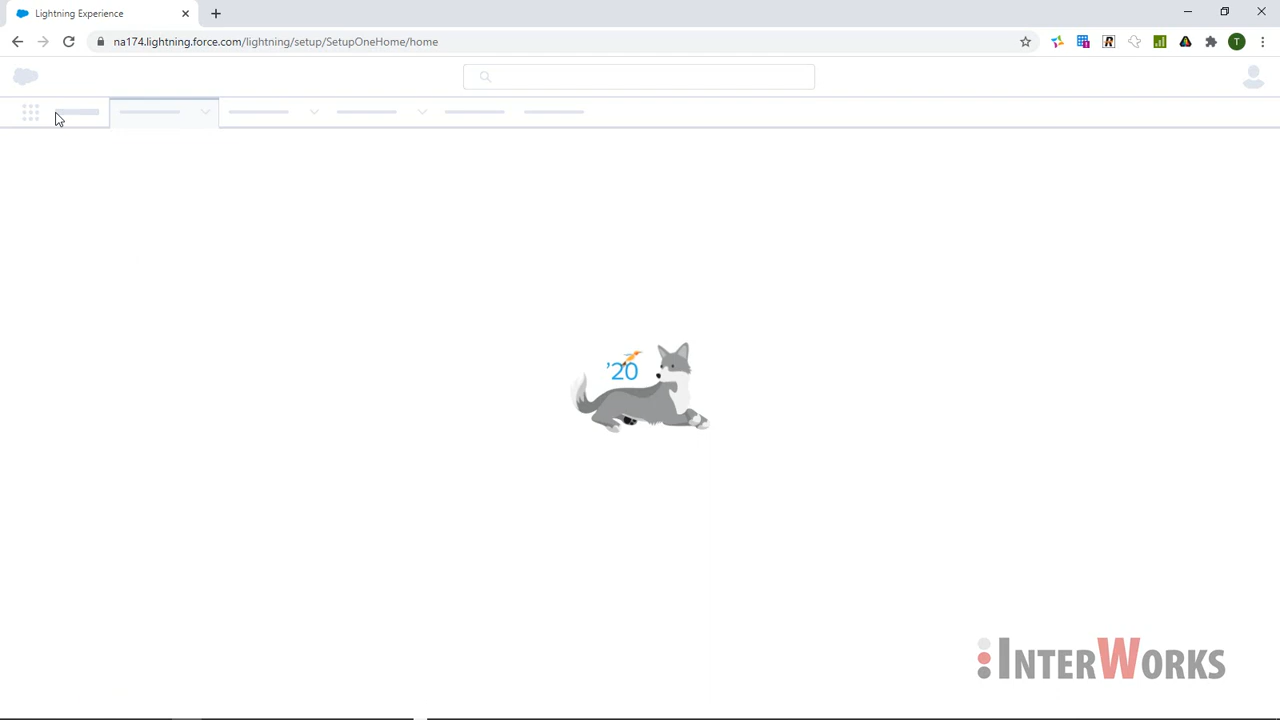 Lightning Experience
na174.lightning.force.com/lightning/setup/SetupOneHome/home
T
'20
INTERWORKS